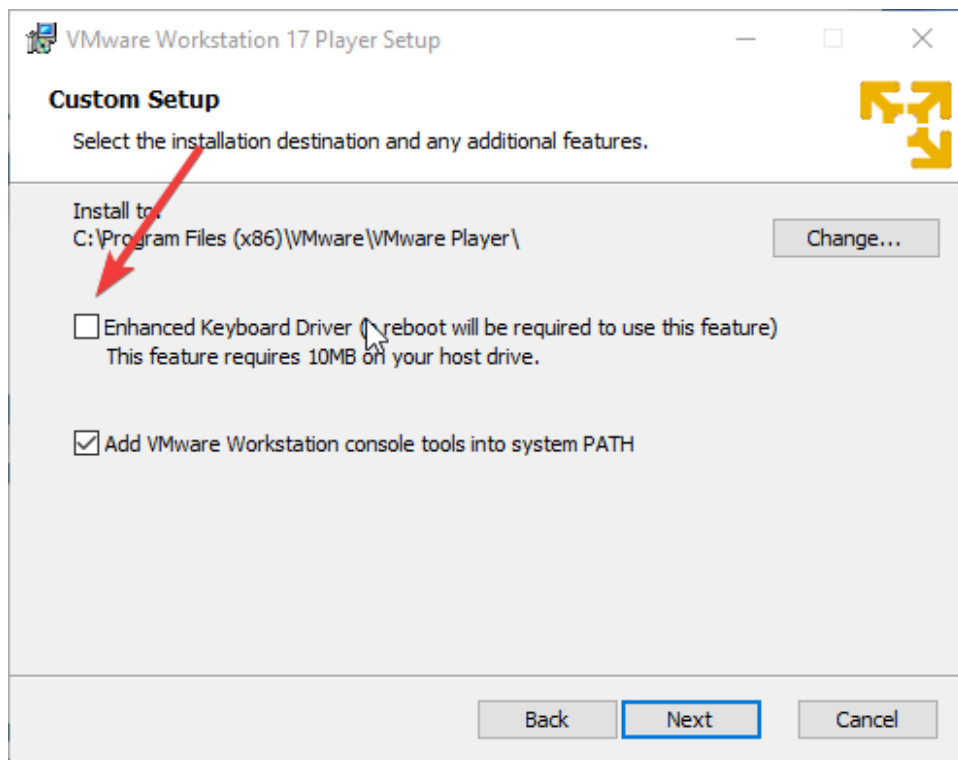 VMware Workstation 17 Player Setup
Custom Setup
Select the installation destination and any additional features.
Install to:
C:\Program Files (x86)\VMware\VMware Player\
Change...
Enhanced Keyboard Driver ( reboot will be required to use this feature)
This feature requires 10MB on your host drive.
Add VMware Workstation console tools into system PATH
Back
Next
Cancel